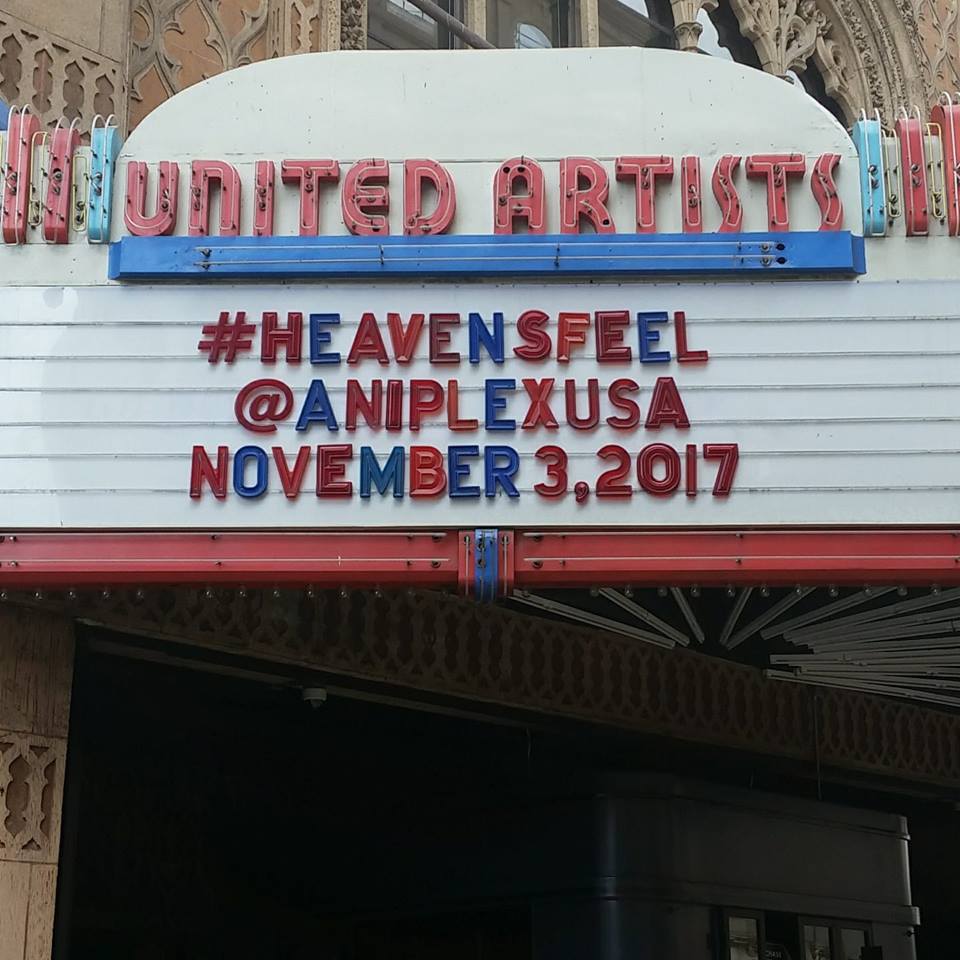 UNITED ARTISTS
#HEAVENSFEEL
@ANIPLEXUSA
NOVEMBER 3, 2017